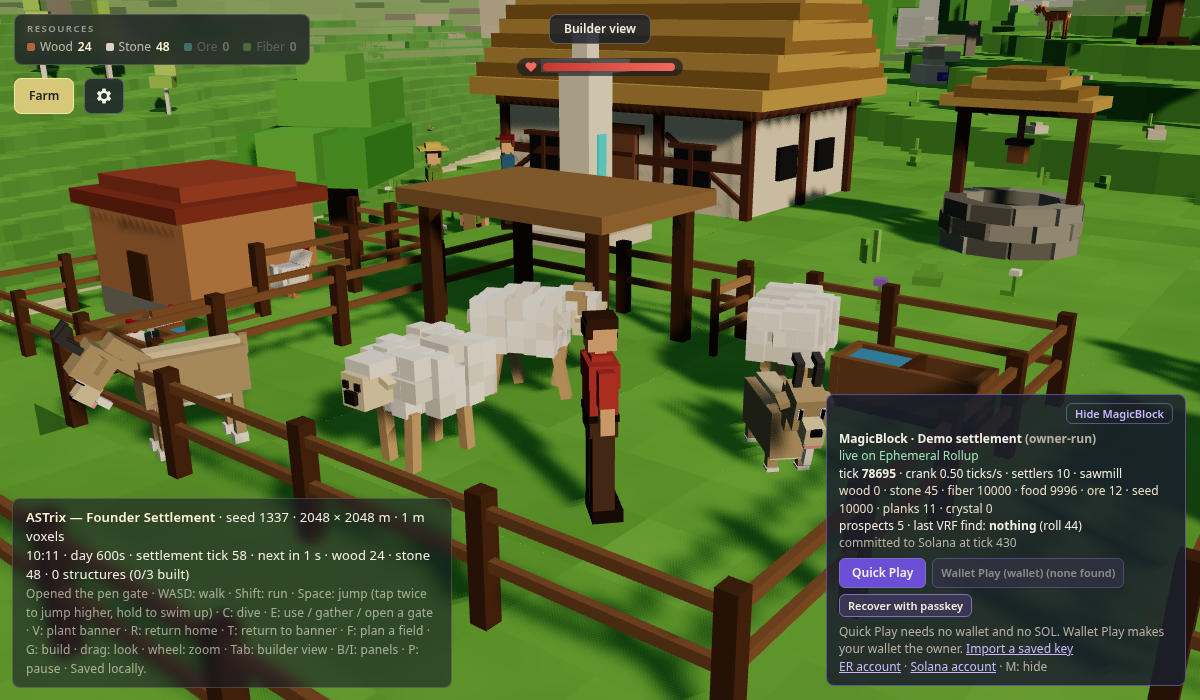 RESOURCES
Wood 24 Stone 48 Ore 0 Fiber 0
Builder view
Farm
Hide MagicBlock
MagicBlock · Demo settlement (owner-run)
live on Ephemeral Rollup
tick 78695 · crank 0.50 ticks/s · settlers 10 · sawmill
wood 0 · stone 45 · fiber 10000 · food 9996 · ore 12 · seed
10000 · planks 11 · crystal 0
prospects 5 · last VRF find: nothing (roll 44)
committed to Solana at tick 430
Quick Play Wallet Play (wallet) (none found)
Recover with passkey
Quick Play needs no wallet and no SOL. Wallet Play makes
your wallet the owner. Import a saved key
ER account · Solana account · M: hide
ASTrix — Founder Settlement · seed 1337 · 2048 × 2048 m · 1 m
voxels
10:11 · day 600s · settlement tick 58 · next in 1 s · wood 24 · stone
48 · 0 structures (0/3 built)
Opened the pen gate · WASD: walk · Shift: run · Space: jump (tap twice
to jump higher, hold to swim up) · C: dive · E: use / gather / open a gate
· V: plant banner · R: return home · T: return to banner · F: plan a field ·
G: build · drag: look · wheel: zoom · Tab: builder view · B/I: panels · P:
pause · Saved locally.